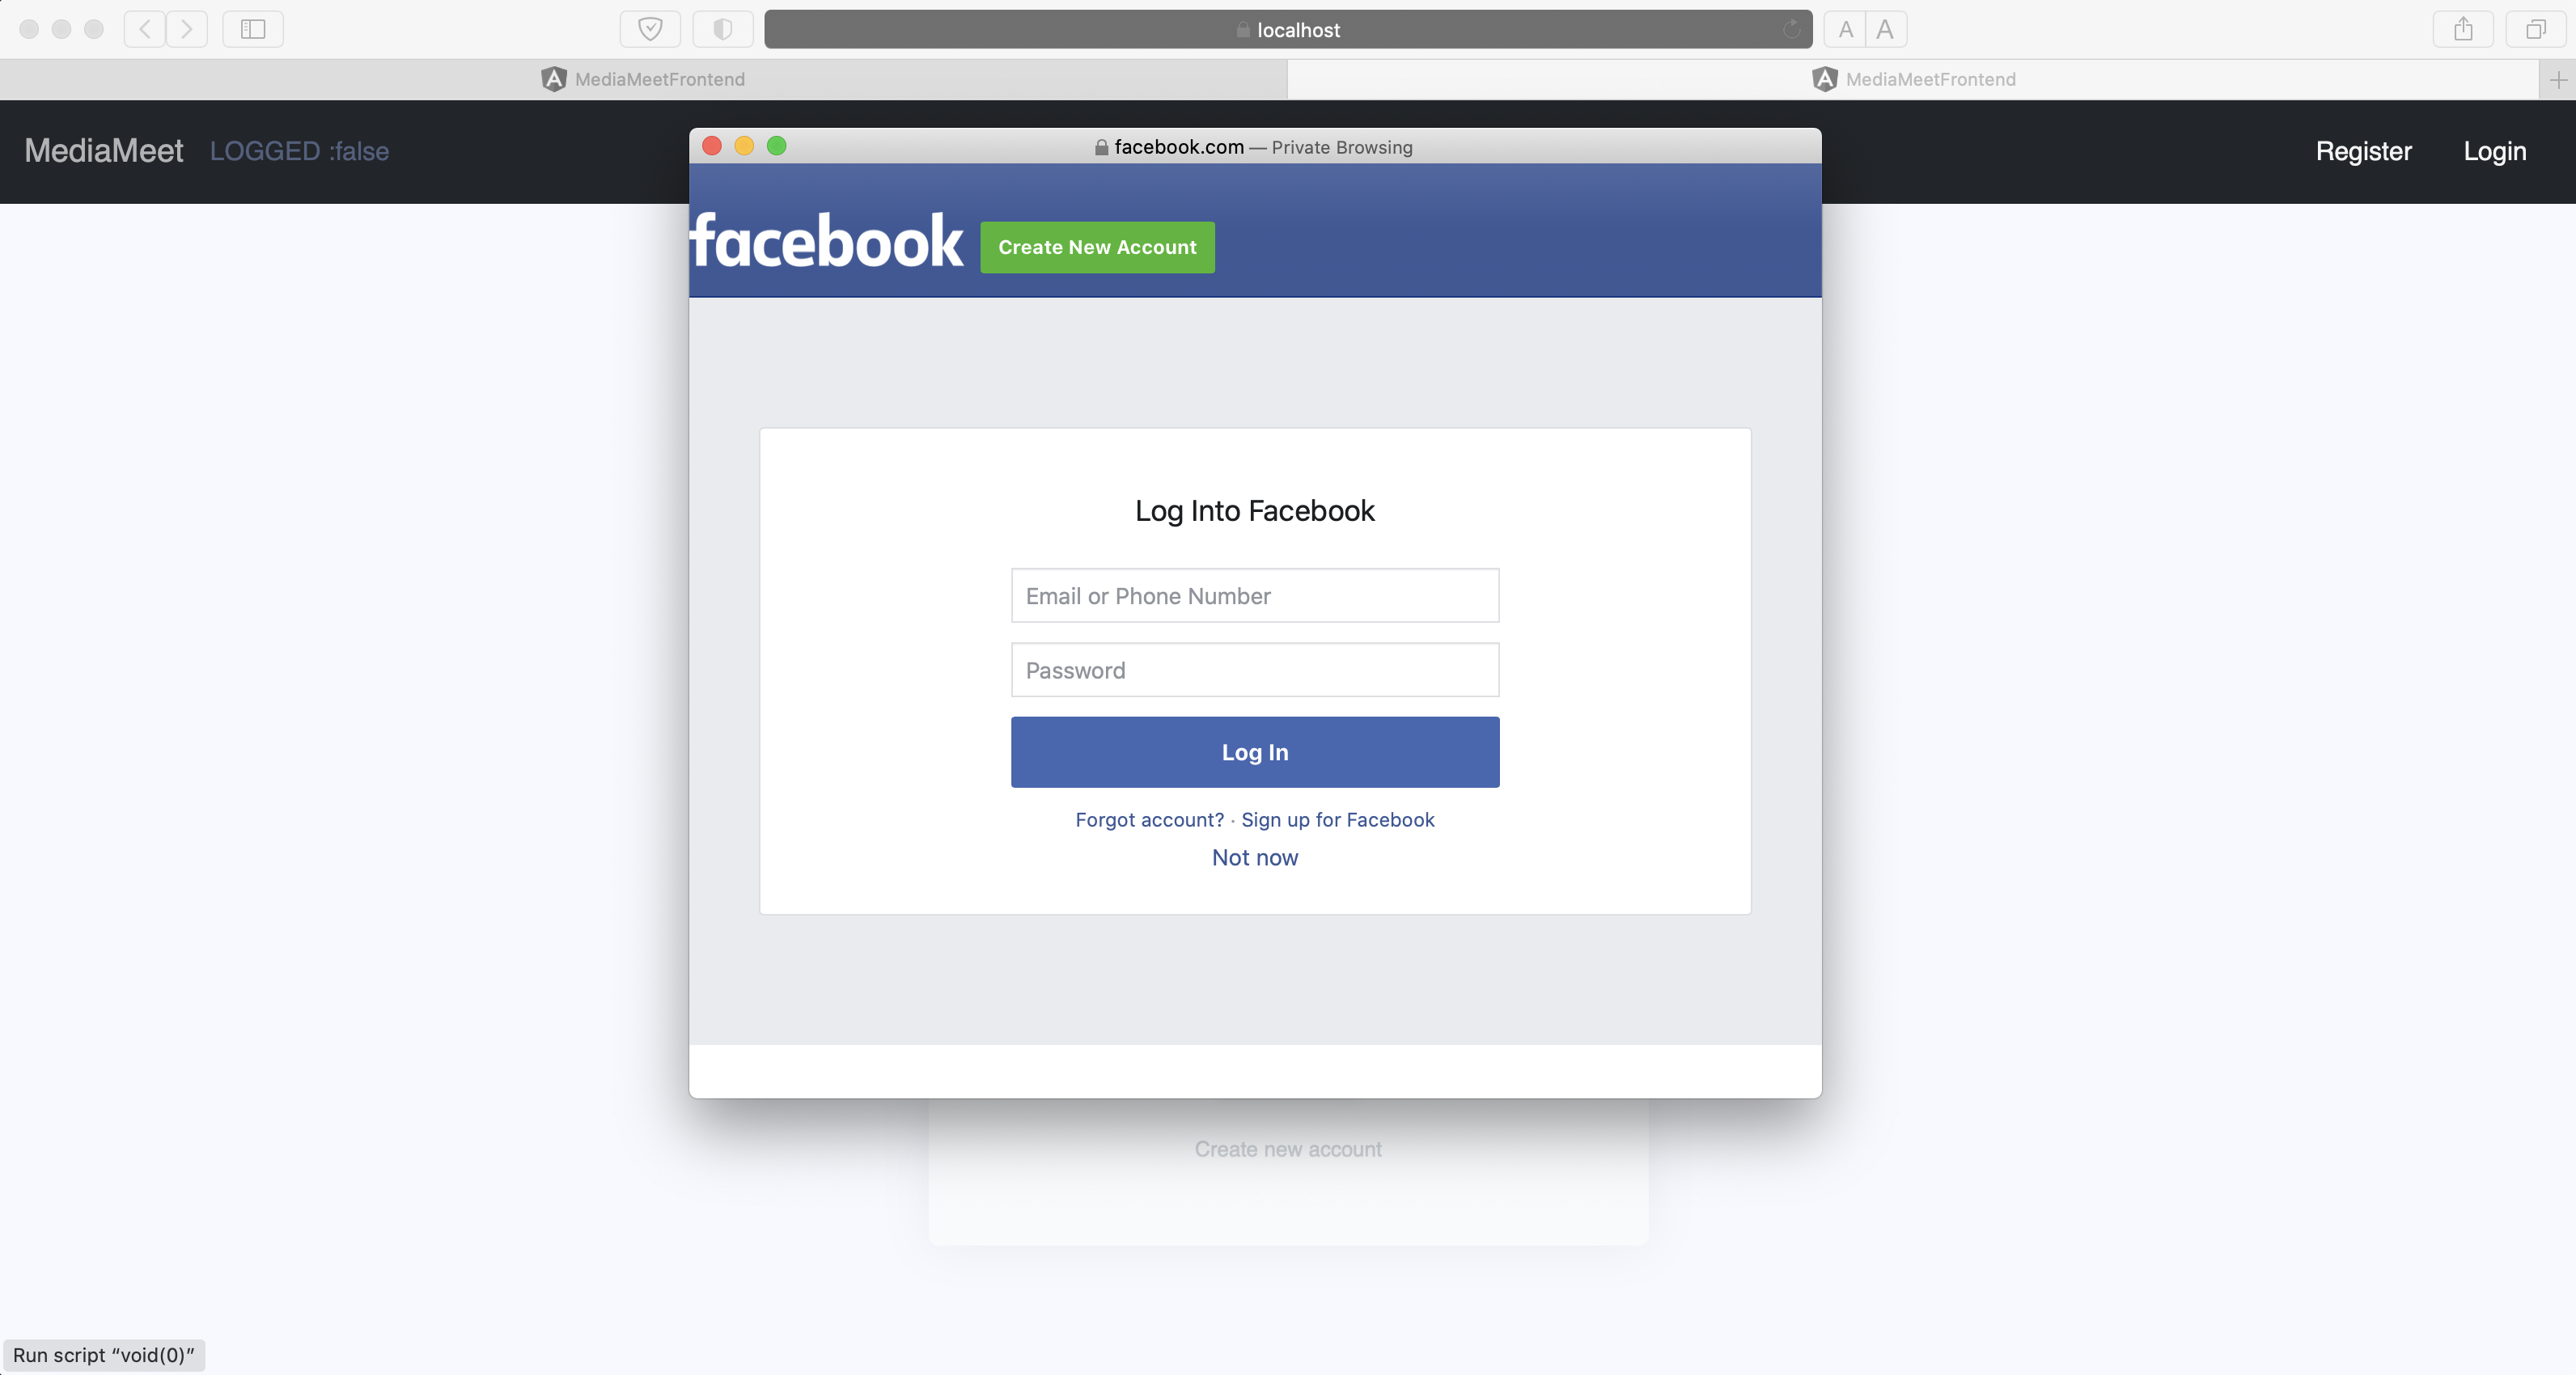 localhost
A A
MediaMeetFrontend
MediaMeetFrontend
MediaMeet LOGGED :false
Register Login
facebook.com — Private Browsing
facebook Create New Account
Log Into Facebook
Email or Phone Number
Password
Log In
Forgot account? · Sign up for Facebook
Not now
Create new account
Run script “void(0)”